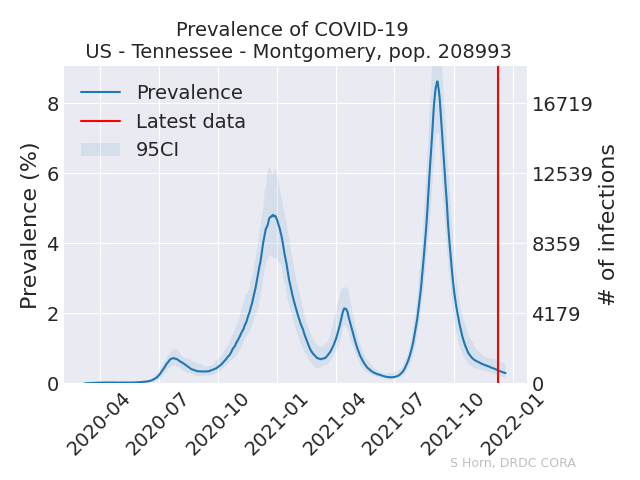 Prevalence of COVID-19
US - Tennessee - Montgomery, pop. 208993
Prevalence
Latest data
95CI
Prevalence (%)
8
6
4
2
0
16719
12539
8359
4179
0
# of infections
2020-04
2020-07
2020-10
2021-01
2021-04
2021-07
2021-10
2022-01
S Horn, DRDC CORA